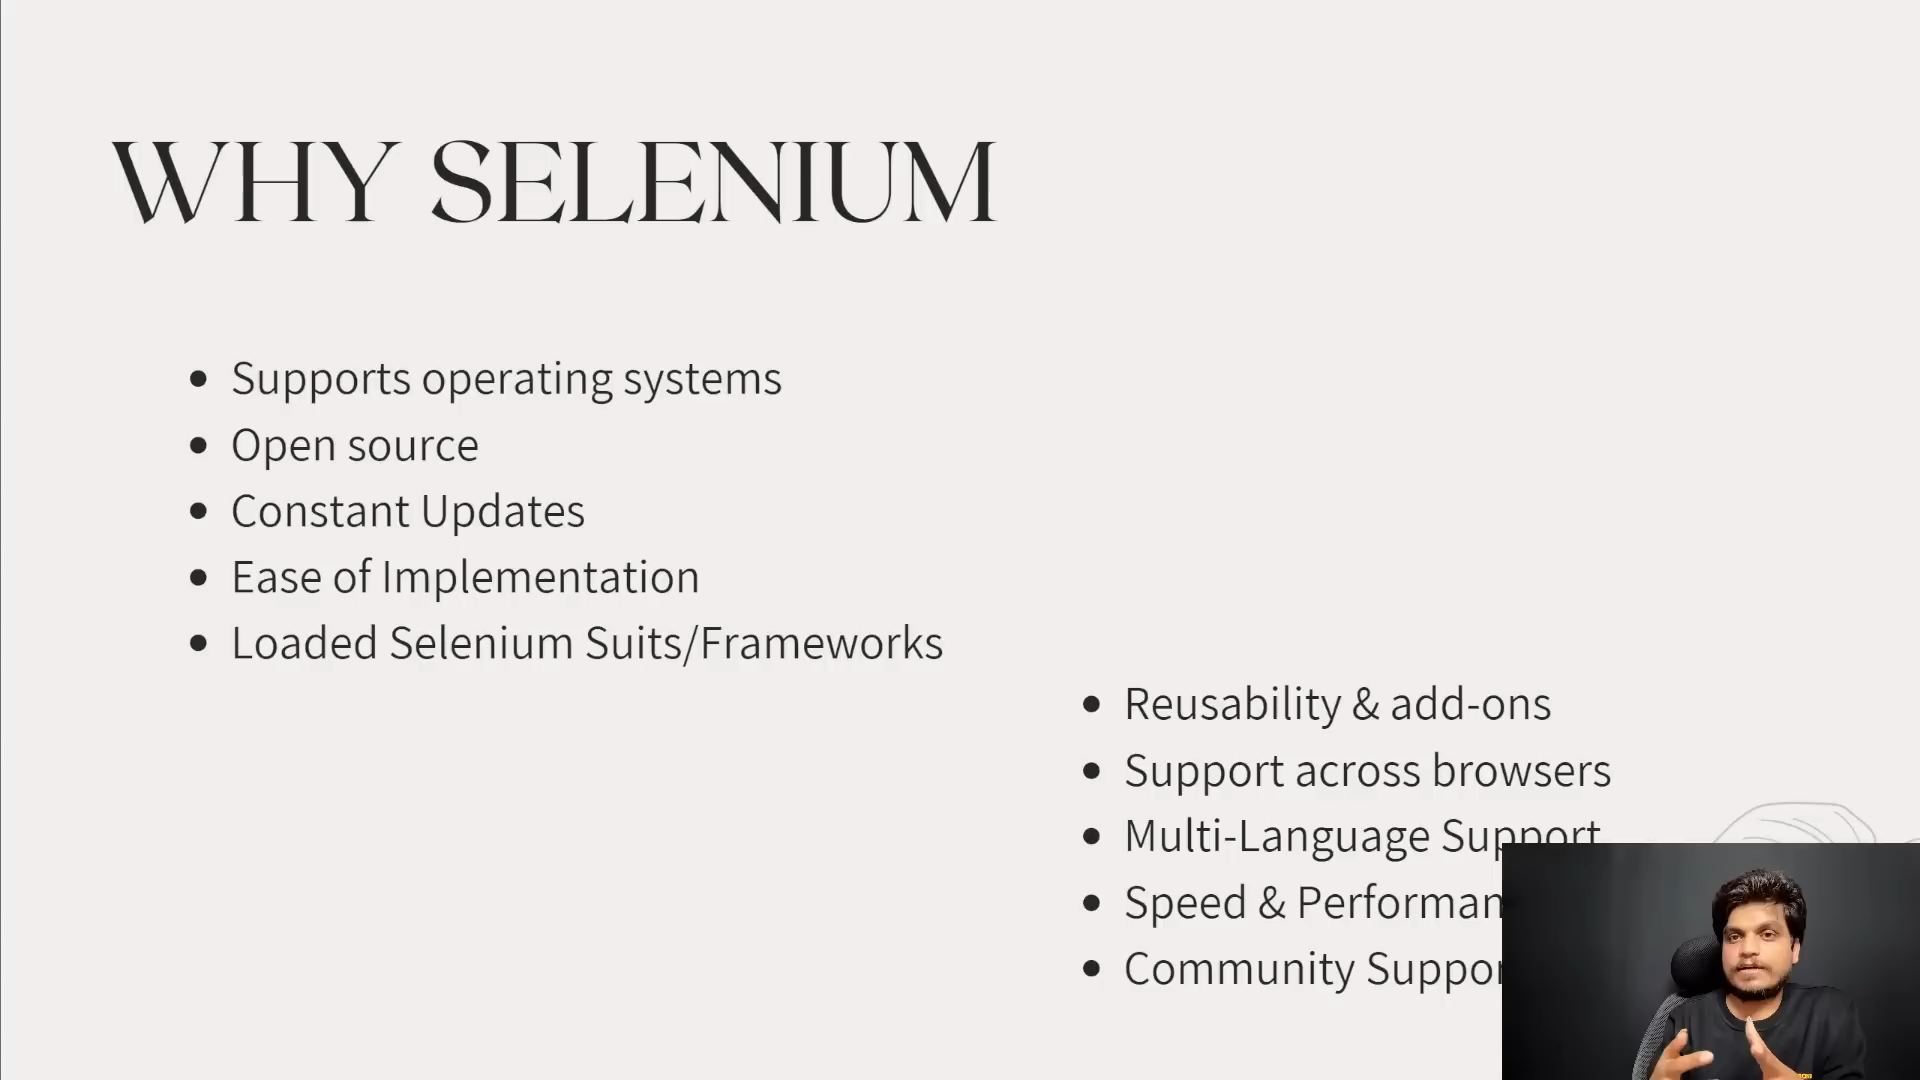 WHY SELENIUM
Supports operating systems
Open source
Constant Updates
Ease of Implementation
Loaded Selenium Suits/Frameworks
Reusability & add-ons
Support across browsers
Multi-Language Support
Speed & Performan
Community Suppor